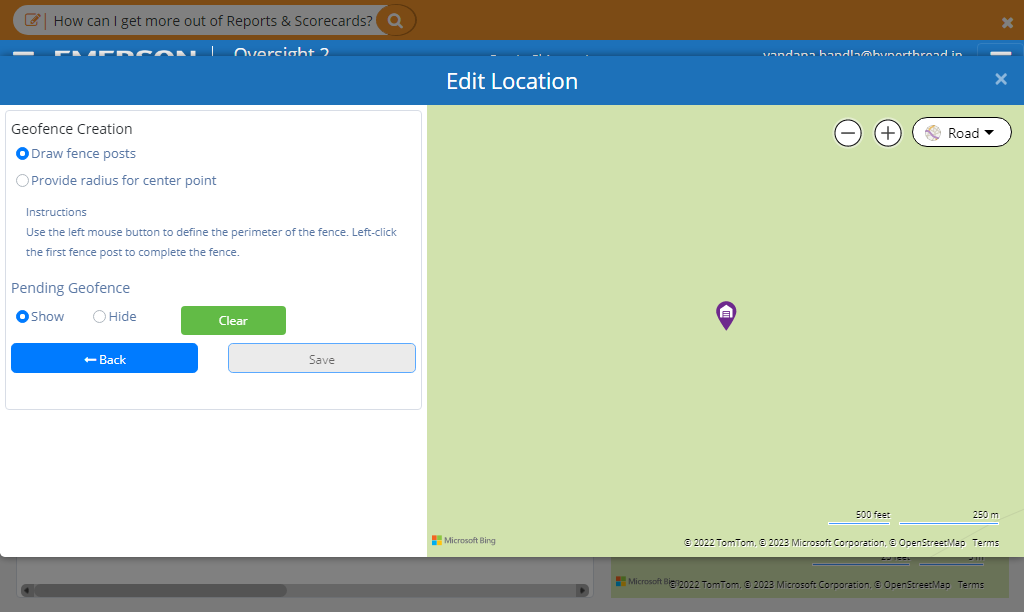 How can I get more out of Reports & Scorecards?
EMERSON
Oversight 2
vandana.bandla@hyperthread.in
Edit Location
Geofence Creation
Draw fence posts
Provide radius for center point
Instructions
Use the left mouse button to define the perimeter of the fence. Left-click
the first fence post to complete the fence.
Pending Geofence
Show
Hide
Clear
Back
Save
Road
500 feet
250 m
Microsoft Bing
© 2022 TomTom, © 2023 Microsoft Corporation, © OpenStreetMap Terms
Microsoft Bing
©2022 TomTom, © 2023 Microsoft Corporation, © OpenStreetMap Terms